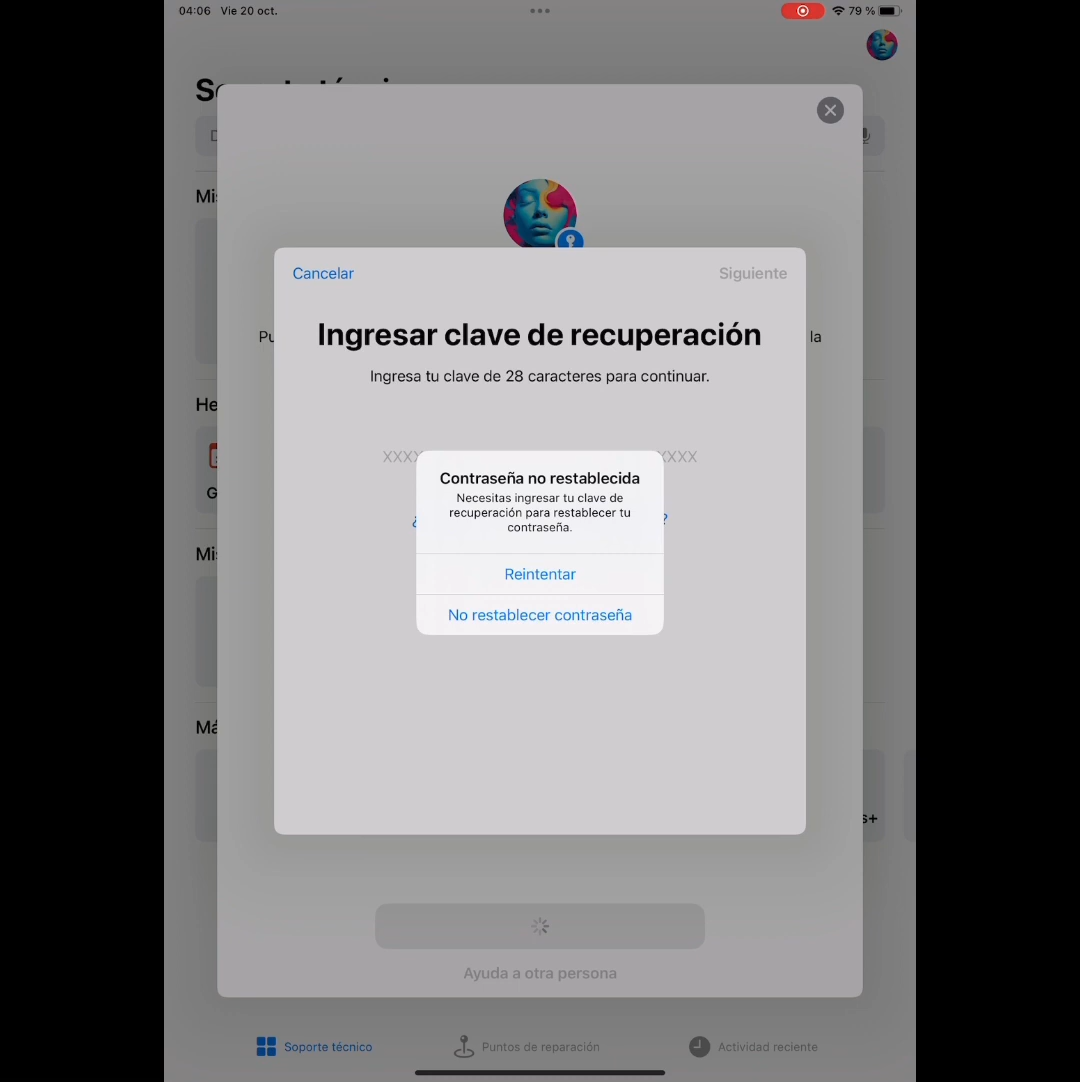 04:06 Vie 20 oct.
79 %
Cancelar
Siguiente
Ingresar clave de recuperación
la
Ingresa tu clave de 28 caracteres para continuar.
Contraseña no restablecida
Necesitas ingresar tu clave de
recuperación para restablecer tu
contraseña.
Reintentar
No restablecer contraseña
Ayuda a otra persona
Soporte técnico
Puntos de reparación
Actividad reciente